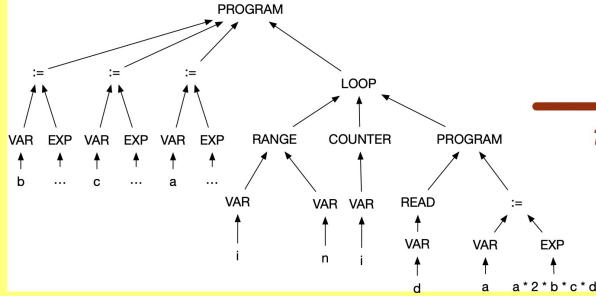 PROGRAM
:= := :=
LOOP
VAR EXP VAR EXP VAR EXP RANGE COUNTER PROGRAM
b ... c ... a ...
VAR VAR VAR READ :=
i n i VAR VAR EXP
d a a * 2 * b * c * d